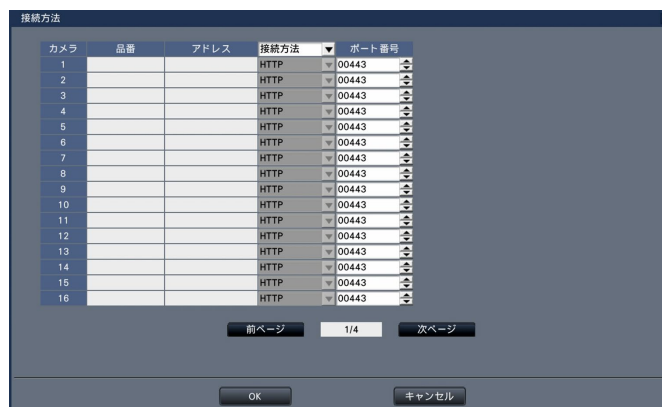 接続方法
カメラ 品番 アドレス 接続方法 ポート番号
1 HTTP 00443
2 HTTP 00443
3 HTTP 00443
4 HTTP 00443
5 HTTP 00443
6 HTTP 00443
7 HTTP 00443
8 HTTP 00443
9 HTTP 00443
10 HTTP 00443
11 HTTP 00443
12 HTTP 00443
13 HTTP 00443
14 HTTP 00443
15 HTTP 00443
16 HTTP 00443
前ページ 1/4 次ページ
OK キャンセル